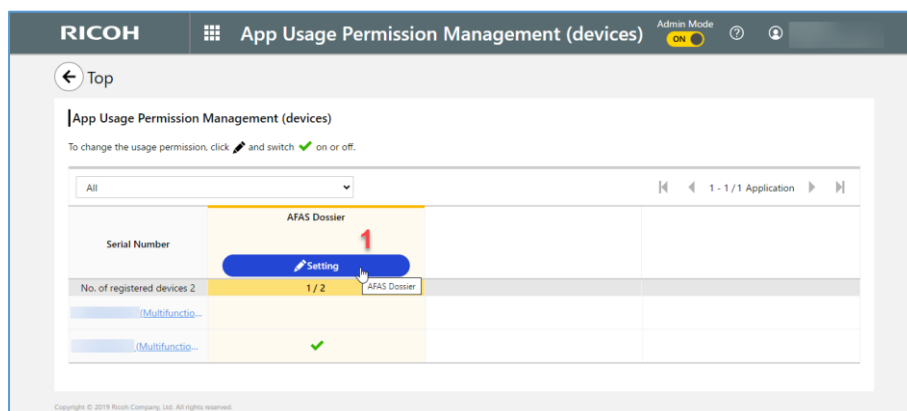 RICOH App Usage Permission Management (devices) Admin Mode ON
Top
App Usage Permission Management (devices)
To change the usage permission, click and switch on or off.
All 1 - 1 / 1 Application
Serial Number AFAS Dossier
1
Setting
AFAS Dossier
No. of registered devices 2 1 / 2
(Multifunctio...
(Multifunctio...
Copyright © 2019 Ricoh Company, Ltd. All rights reserved.